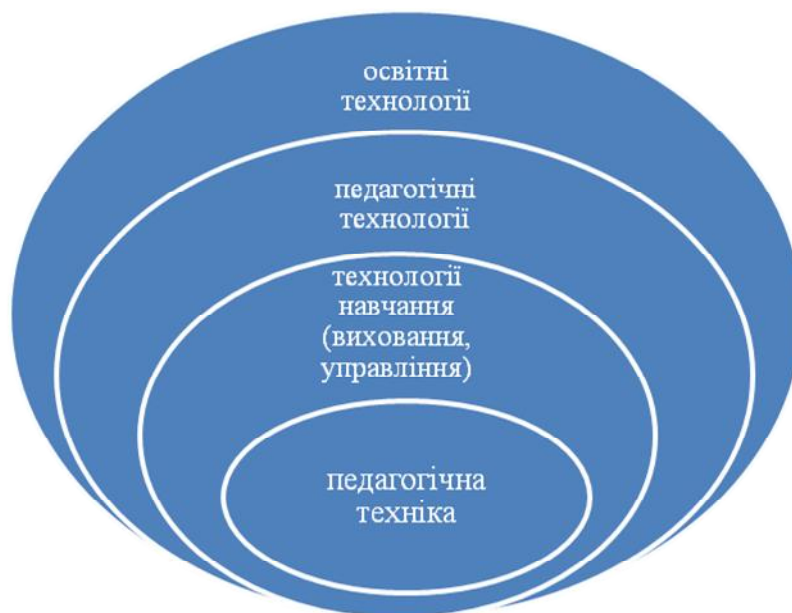 освітні
технології
педагогічні
технології
технології
навчання
(виховання,
управління)
педагогічна
техніка